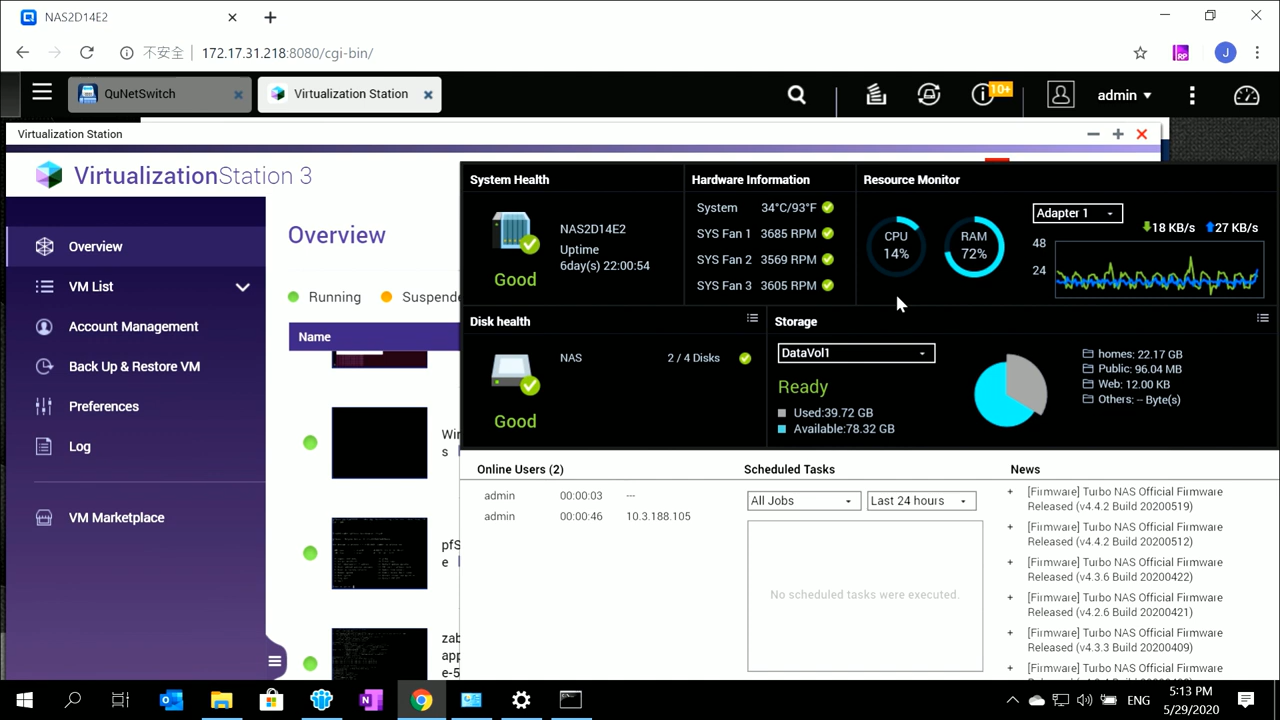 NAS2D14E2
不安全 172.17.31.218:8080/cgi-bin/
RP
J
QuNetSwitch
Virtualization Station
10+
admin
Virtualization Station
VirtualizationStation 3
Overview
VM List
Account Management
Back Up & Restore VM
Preferences
Log
VM Marketplace
Overview
Running
Suspende
Name
Win
s
pfS
e
zab
app
e-5
System Health
NAS2D14E2
Uptime
6day(s) 22:00:54
Good
Hardware Information
System 34°C/93°F
SYS Fan 1 3685 RPM
SYS Fan 2 3569 RPM
SYS Fan 3 3605 RPM
Resource Monitor
CPU
14%
RAM
72%
Adapter 1
18 KB/s 27 KB/s
48
24
Disk health
NAS 2 / 4 Disks
Good
Storage
DataVol1
Ready
Used:39.72 GB
Available:78.32 GB
homes: 22.17 GB
Public: 96.04 MB
Web: 12.00 KB
Others: -- Byte(s)
Online Users (2)
admin 00:00:03 ---
admin 00:00:46 10.3.188.105
Scheduled Tasks
All Jobs
Last 24 hours
No scheduled tasks were executed.
News
+ [Firmware] Turbo NAS Official Firmware
Released (v4.4.2 Build 20200519)
+ [Firmware] Turbo NAS Official Firmware
Released (v4.4.2 Build 20200512)
+ [Firmware] Turbo NAS Official Firmware
Released (v4.3.6 Build 20200422)
+ [Firmware] Turbo NAS Official Firmware
Released (v4.2.6 Build 20200421)
+ [Firmware] Turbo NAS Official Firmware
+ [Firmware] Turbo NAS Official Firmware
ENG
5:13 PM
5/29/2020